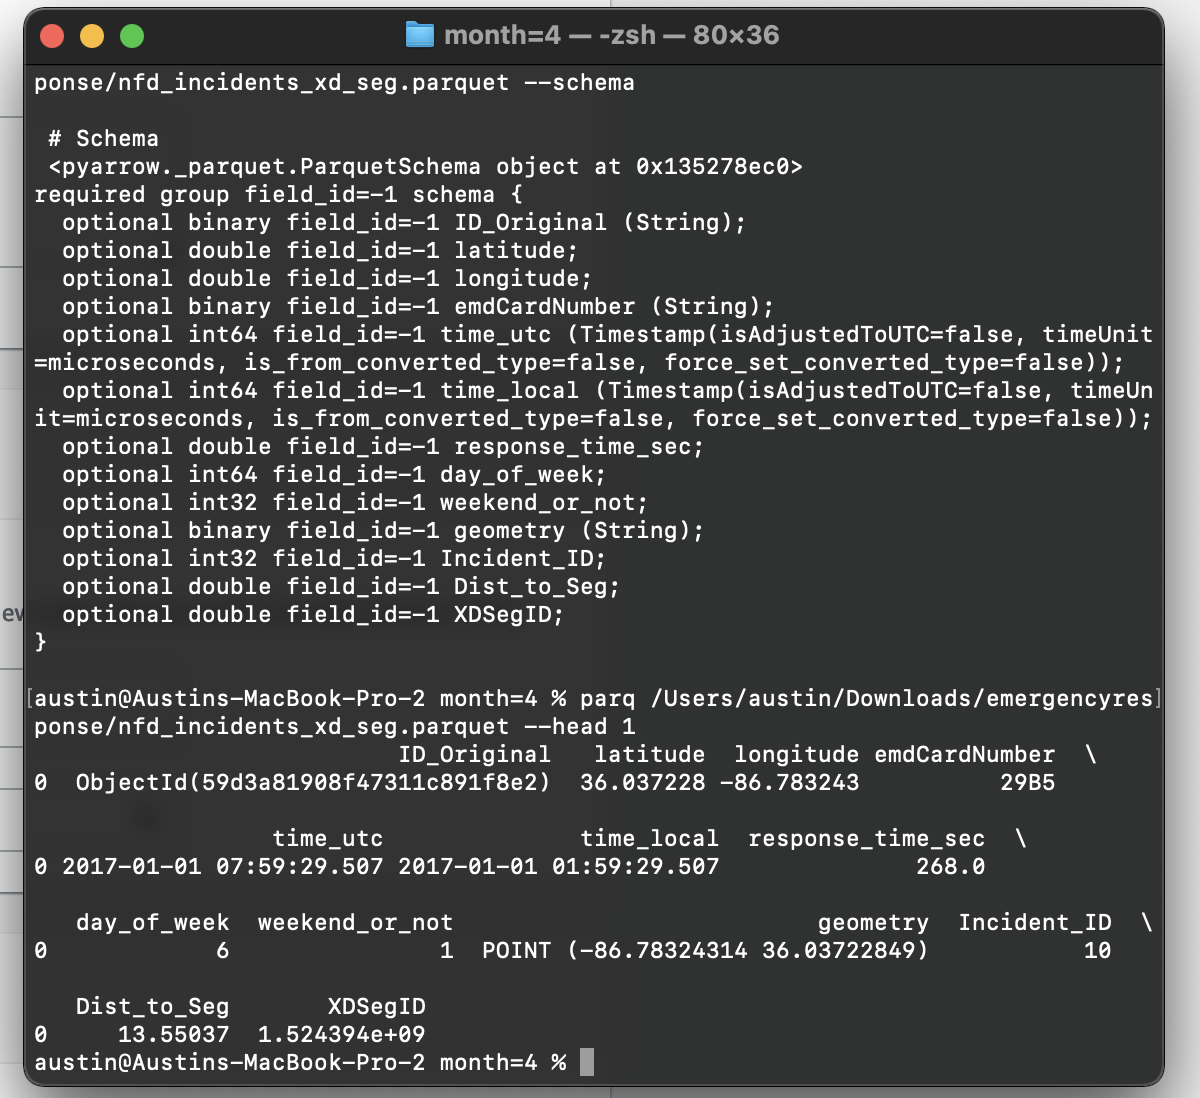 month=4 — -zsh — 80×36
ponse/nfd_incidents_xd_seg.parquet --schema
# Schema
<pyarrow._parquet.ParquetSchema object at 0x135278ec0>
required group field_id=-1 schema {
  optional binary field_id=-1 ID_Original (String);
  optional double field_id=-1 latitude;
  optional double field_id=-1 longitude;
  optional binary field_id=-1 emdCardNumber (String);
  optional int64 field_id=-1 time_utc (Timestamp(isAdjustedToUTC=false, timeUnit
=microseconds, is_from_converted_type=false, force_set_converted_type=false));
  optional int64 field_id=-1 time_local (Timestamp(isAdjustedToUTC=false, timeUn
it=microseconds, is_from_converted_type=false, force_set_converted_type=false));
  optional double field_id=-1 response_time_sec;
  optional int64 field_id=-1 day_of_week;
  optional int32 field_id=-1 weekend_or_not;
  optional binary field_id=-1 geometry (String);
  optional int32 field_id=-1 Incident_ID;
  optional double field_id=-1 Dist_to_Seg;
  optional double field_id=-1 XDSegID;
}
ev
[austin@Austins-MacBook-Pro-2 month=4 % parq /Users/austin/Downloads/emergencyres]
ponse/nfd_incidents_xd_seg.parquet --head 1
                          ID_Original   latitude  longitude emdCardNumber  \
0  ObjectId(59d3a81908f47311c891f8e2)  36.037228 -86.783243          29B5
                 time_utc              time_local  response_time_sec  \
0 2017-01-01 07:59:29.507 2017-01-01 01:59:29.507              268.0
   day_of_week  weekend_or_not                          geometry  Incident_ID  \
0            6               1  POINT (-86.78324314 36.03722849)           10
   Dist_to_Seg       XDSegID
0     13.55037  1.524394e+09
austin@Austins-MacBook-Pro-2 month=4 %